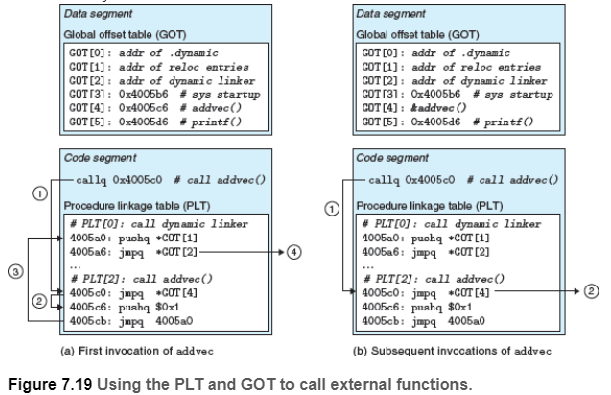 Data segment
Global offset table (GOT)
GOT[0]: addr of .dynamic
GOT[1]: addr of reloc entries
GOT[2]: addr of dynamic linker
GOT[3]: 0x4005b6 # sys startup
GOT[4]: 0x4005c6 # addvec()
GOT[5]: 0x4005d6 # printf()
Code segment
callq 0x4005c0 # call addvec()
Procedure linkage table (PLT)
# PLT[0]: call dynamic linker
4005a0: pushq *GOT[1]
4005a6: jmpq *GOT[2]
...
# PLT[2]: call addvec()
4005c0: jmpq *GOT[4]
4005c6: pushq $0x1
4005cb: jmpq 4005a0
1
2
3
4
(a) First invocation of addvec
Data segment
Global offset table (GOT)
GOT[0]: addr of .dynamic
GOT[1]: addr of reloc entries
GOT[2]: addr of dynamic linker
GOT[3]: 0x4005b6 # sys startup
GOT[4]: &addvec()
GOT[5]: 0x4005d6 # printf()
Code segment
callq 0x4005c0 # call addvec()
Procedure linkage table (PLT)
# PLT[0]: call dynamic linker
4005a0: pushq *GOT[1]
4005a6: jmpq *GOT[2]
...
# PLT[2]: call addvec()
4005c0: jmpq *GOT[4]
4005c6: pushq $0x1
4005cb: jmpq 4005a0
1
2
(b) Subsequent invocations of addvec
Figure 7.19 Using the PLT and GOT to call external functions.